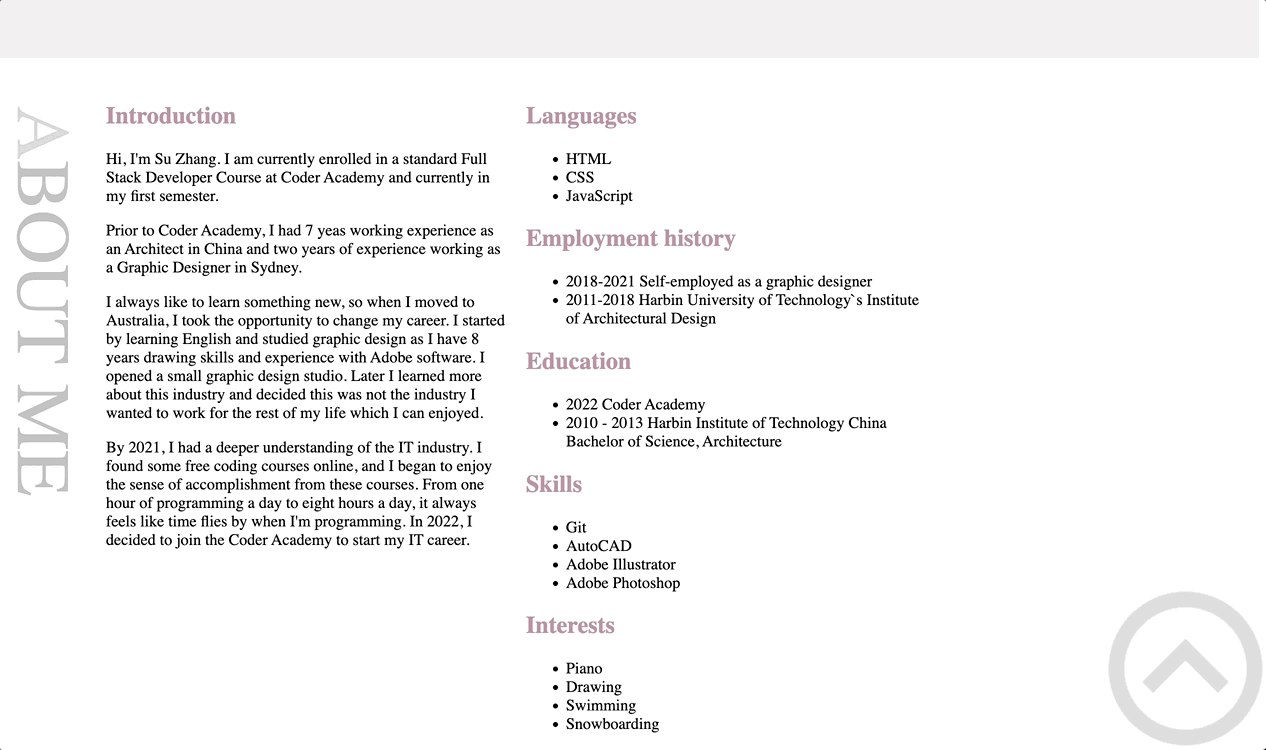 ABOUT ME
Introduction
Hi, I'm Su Zhang. I am currently enrolled in a standard Full
Stack Developer Course at Coder Academy and currently in
my first semester.
Prior to Coder Academy, I had 7 yeas working experience as
an Architect in China and two years of experience working as
a Graphic Designer in Sydney.
I always like to learn something new, so when I moved to
Australia, I took the opportunity to change my career. I started
by learning English and studied graphic design as I have 8
years drawing skills and experience with Adobe software. I
opened a small graphic design studio. Later I learned more
about this industry and decided this was not the industry I
wanted to work for the rest of my life which I can enjoyed.
By 2021, I had a deeper understanding of the IT industry. I
found some free coding courses online, and I began to enjoy
the sense of accomplishment from these courses. From one
hour of programming a day to eight hours a day, it always
feels like time flies by when I'm programming. In 2022, I
decided to join the Coder Academy to start my IT career.
Languages
• HTML
• CSS
• JavaScript
Employment history
• 2018-2021 Self-employed as a graphic designer
• 2011-2018 Harbin University of Technology`s Institute
of Architectural Design
Education
• 2022 Coder Academy
• 2010 - 2013 Harbin Institute of Technology China
Bachelor of Science, Architecture
Skills
• Git
• AutoCAD
• Adobe Illustrator
• Adobe Photoshop
Interests
• Piano
• Drawing
• Swimming
• Snowboarding